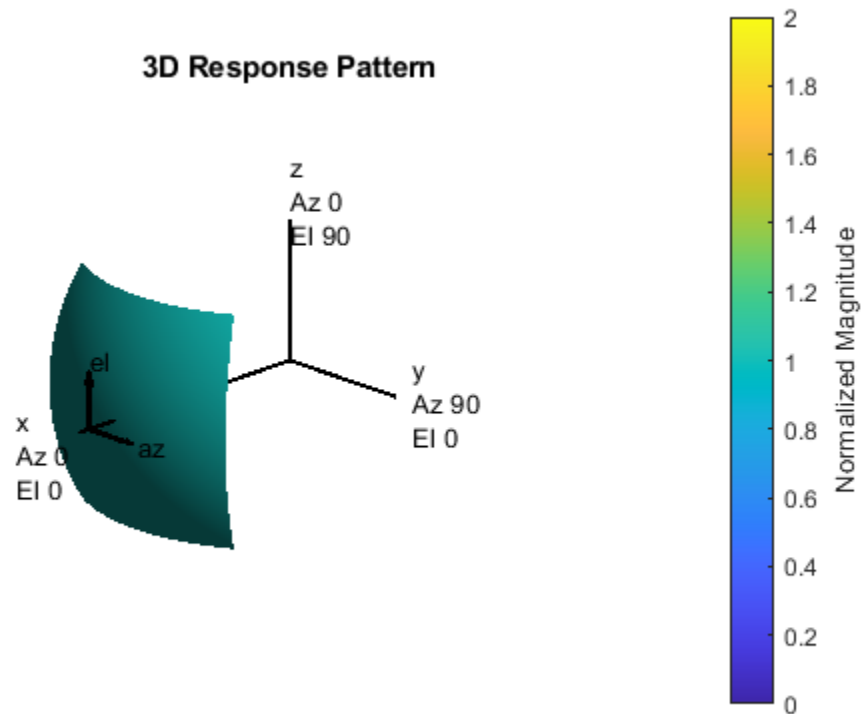 3D Response Pattern
z
Az 0
El 90
y
Az 90
El 0
el
az
x
Az 0
El 0
2
1.8
1.6
1.4
1.2
1
0.8
0.6
0.4
0.2
0
Normalized Magnitude